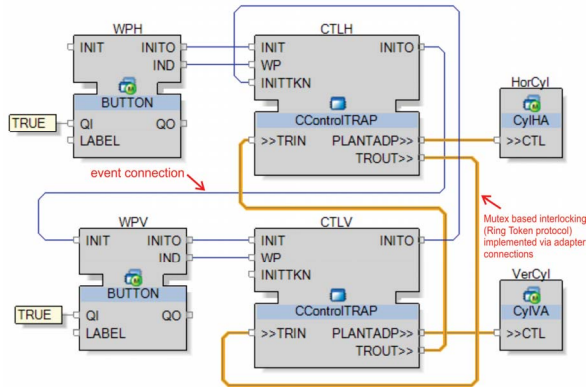 WPH
CTLH
INIT INITO
IND
BUTTON
TRUE
QI QO
LABEL
INIT INITO
WP
INITTKN
CControlTRAP
>>TRIN PLANTADP>>
TROUT>>
HorCyl
CylHA
>>CTL
event connection
Mutex based interlocking
(Ring Token protocol)
implemented via adapter
connections
WPV
CTLV
INIT INITO
IND
BUTTON
TRUE
QI QO
LABEL
INIT INITO
WP
INITTKN
CControlTRAP
>>TRIN PLANTADP>>
TROUT>>
VerCyl
CylVA
>>CTL